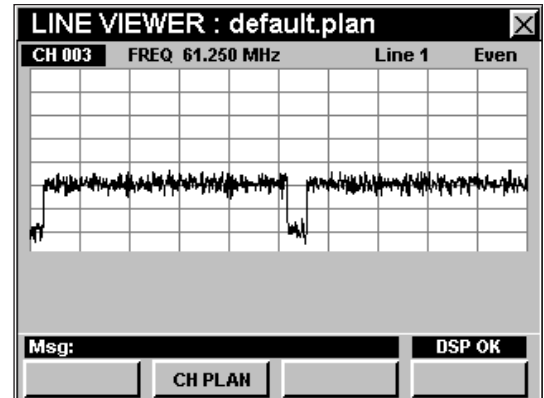 LINE VIEWER : default.plan
CH 003 FREQ 61.250 MHz Line 1 Even
Msg: DSP OK
CH PLAN